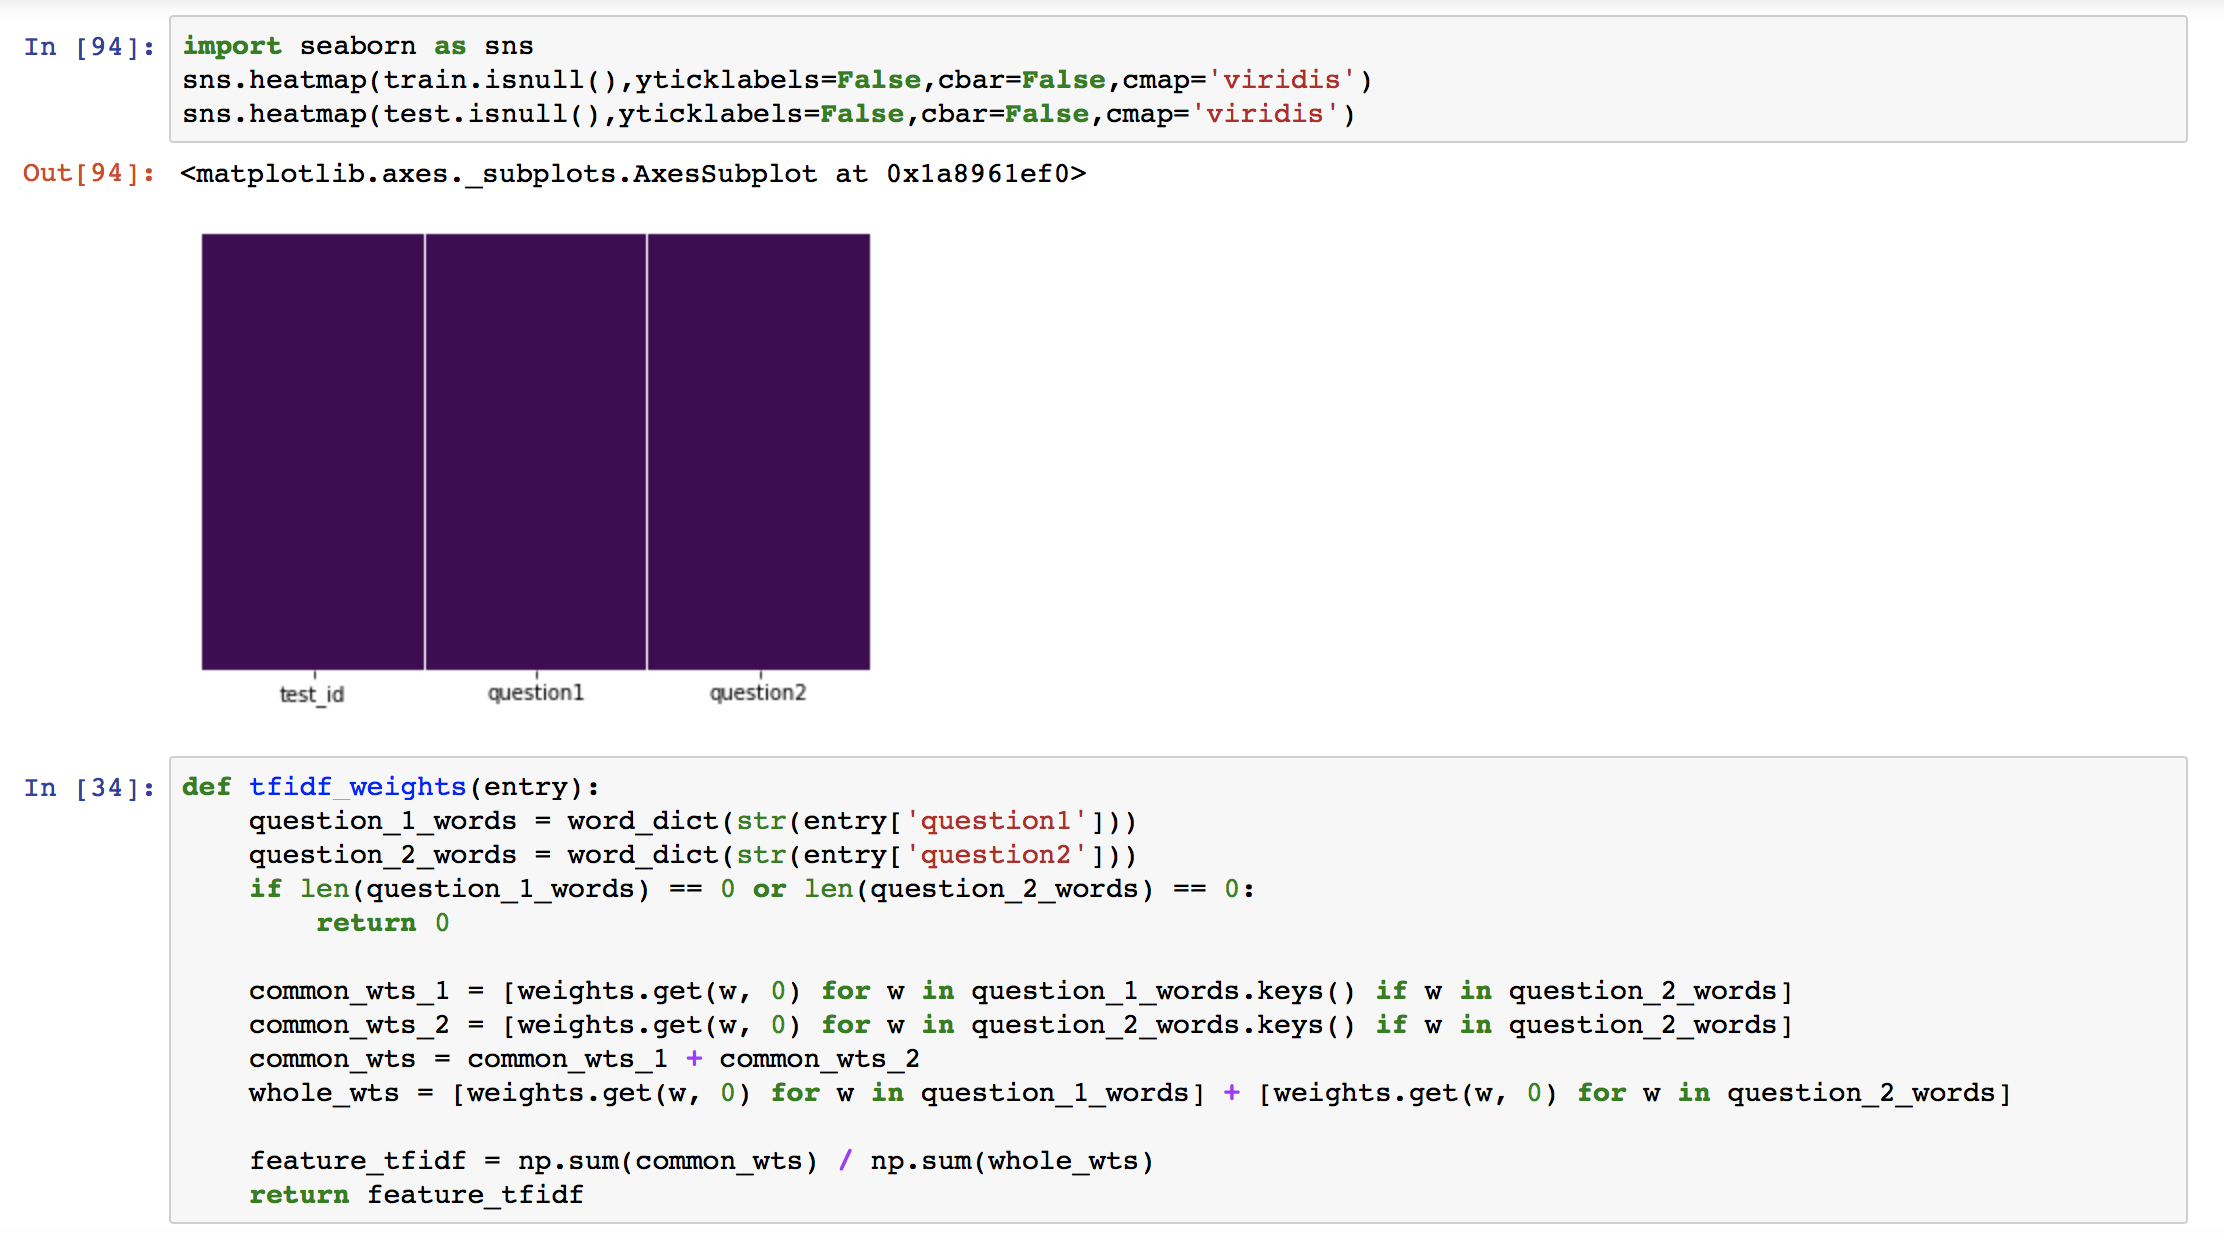 In [94]:
import seaborn as sns
sns.heatmap(train.isnull(),yticklabels=False,cbar=False,cmap='viridis')
sns.heatmap(test.isnull(),yticklabels=False,cbar=False,cmap='viridis')
Out[94]: <matplotlib.axes._subplots.AxesSubplot at 0x1a8961ef0>
test_id question1 question2
In [34]:
def tfidf_weights(entry):
    question_1_words = word_dict(str(entry['question1']))
    question_2_words = word_dict(str(entry['question2']))
    if len(question_1_words) == 0 or len(question_2_words) == 0:
        return 0

    common_wts_1 = [weights.get(w, 0) for w in question_1_words.keys() if w in question_2_words]
    common_wts_2 = [weights.get(w, 0) for w in question_2_words.keys() if w in question_2_words]
    common_wts = common_wts_1 + common_wts_2
    whole_wts = [weights.get(w, 0) for w in question_1_words] + [weights.get(w, 0) for w in question_2_words]

    feature_tfidf = np.sum(common_wts) / np.sum(whole_wts)
    return feature_tfidf